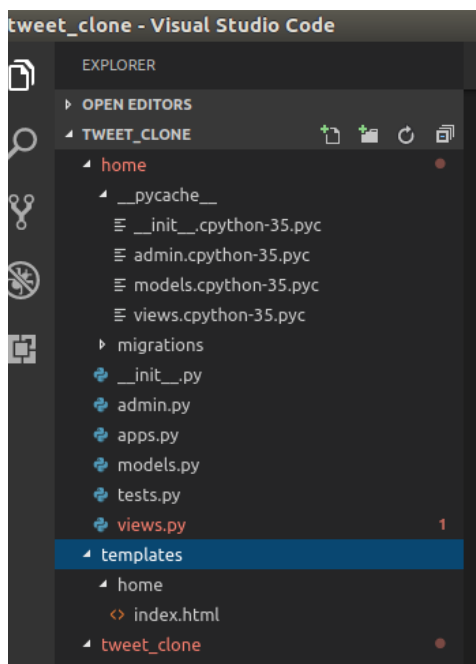 tweet_clone - Visual Studio Code
EXPLORER
OPEN EDITORS
TWEET_CLONE
home
__pycache__
__init__.cpython-35.pyc
admin.cpython-35.pyc
models.cpython-35.pyc
views.cpython-35.pyc
migrations
__init__.py
admin.py
apps.py
models.py
tests.py
views.py 1
templates
home
<> index.html
tweet_clone